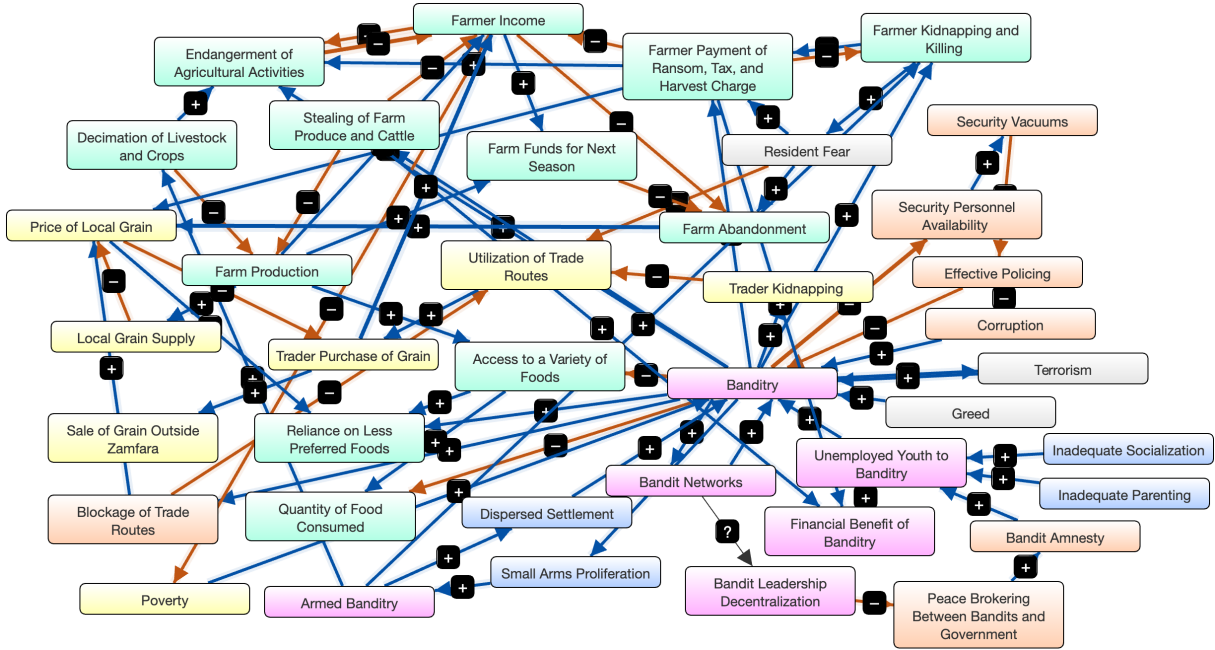 Farmer Income
Endangerment of
Agricultural Activities
Farmer Payment of
Ransom, Tax, and
Harvest Charge
Farmer Kidnapping and
Killing
Stealing of Farm
Produce and Cattle
Decimation of Livestock
and Crops
Farm Funds for Next
Season
Resident Fear
Security Vacuums
Price of Local Grain
Farm Abandonment
Security Personnel
Availability
Farm Production
Utilization of Trade
Routes
Trader Kidnapping
Effective Policing
Local Grain Supply
Trader Purchase of Grain
Corruption
Access to a Variety of
Foods
Banditry
Terrorism
Greed
Sale of Grain Outside
Zamfara
Reliance on Less
Preferred Foods
Unemployed Youth to
Banditry
Inadequate Socialization
Bandit Networks
Inadequate Parenting
Blockage of Trade
Routes
Quantity of Food
Consumed
Dispersed Settlement
Financial Benefit of
Banditry
Bandit Amnesty
?
Small Arms Proliferation
Poverty
Armed Banditry
Bandit Leadership
Decentralization
Peace Brokering
Between Bandits and
Government